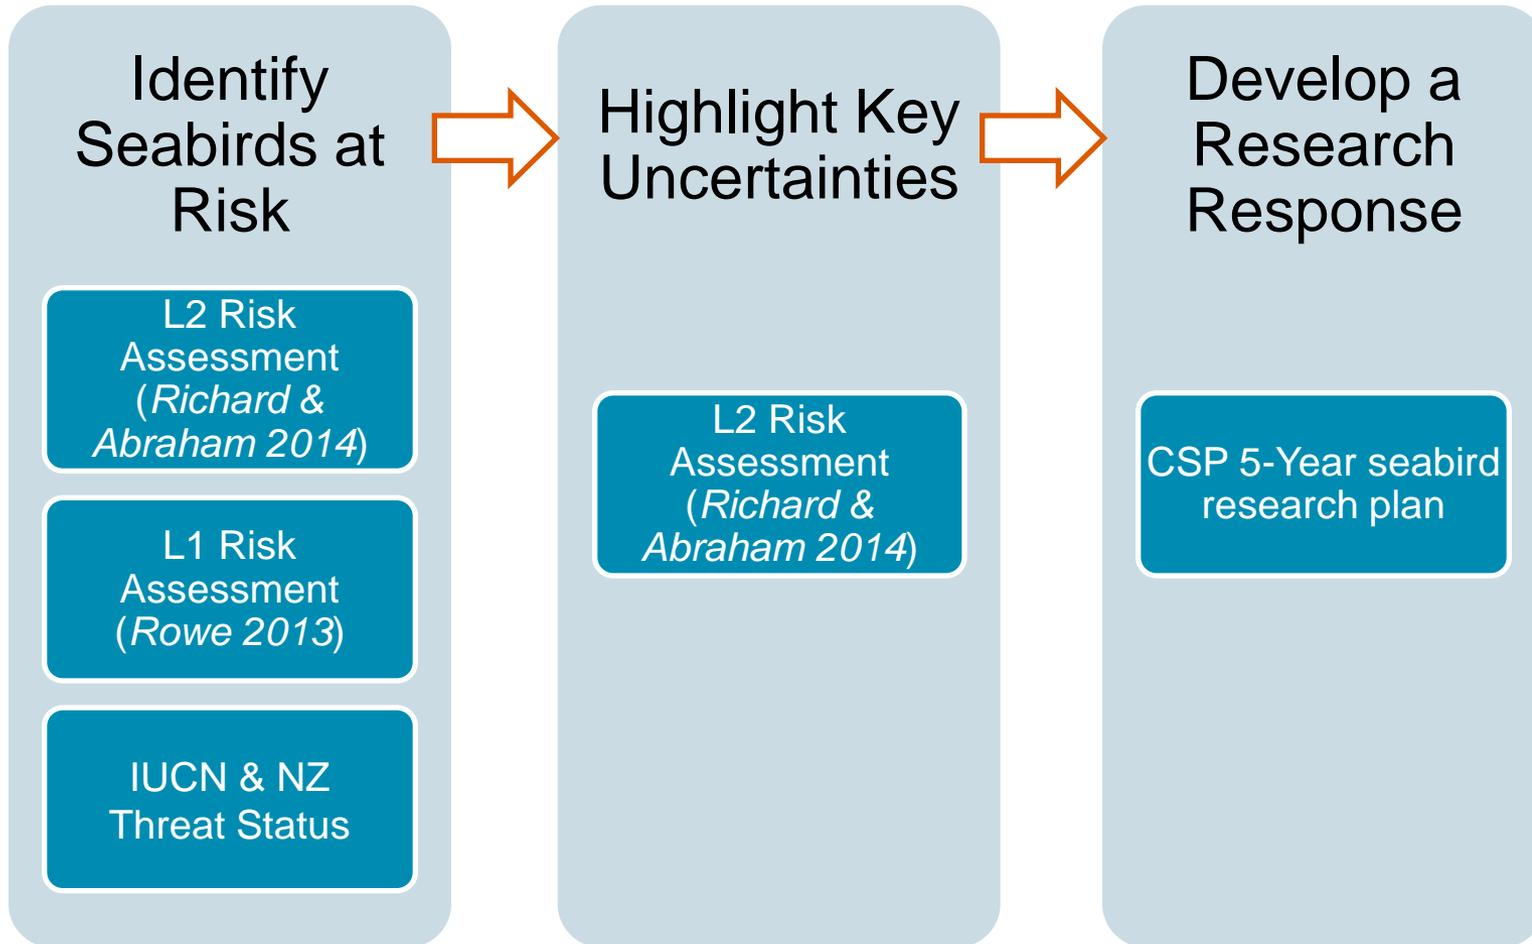 Identify
Seabirds at
Risk
L2 Risk
Assessment
(Richard &
Abraham 2014)
L1 Risk
Assessment
(Rowe 2013)
IUCN & NZ
Threat Status
Highlight Key
Uncertainties
L2 Risk
Assessment
(Richard &
Abraham 2014)
Develop a
Research
Response
CSP 5-Year seabird
research plan